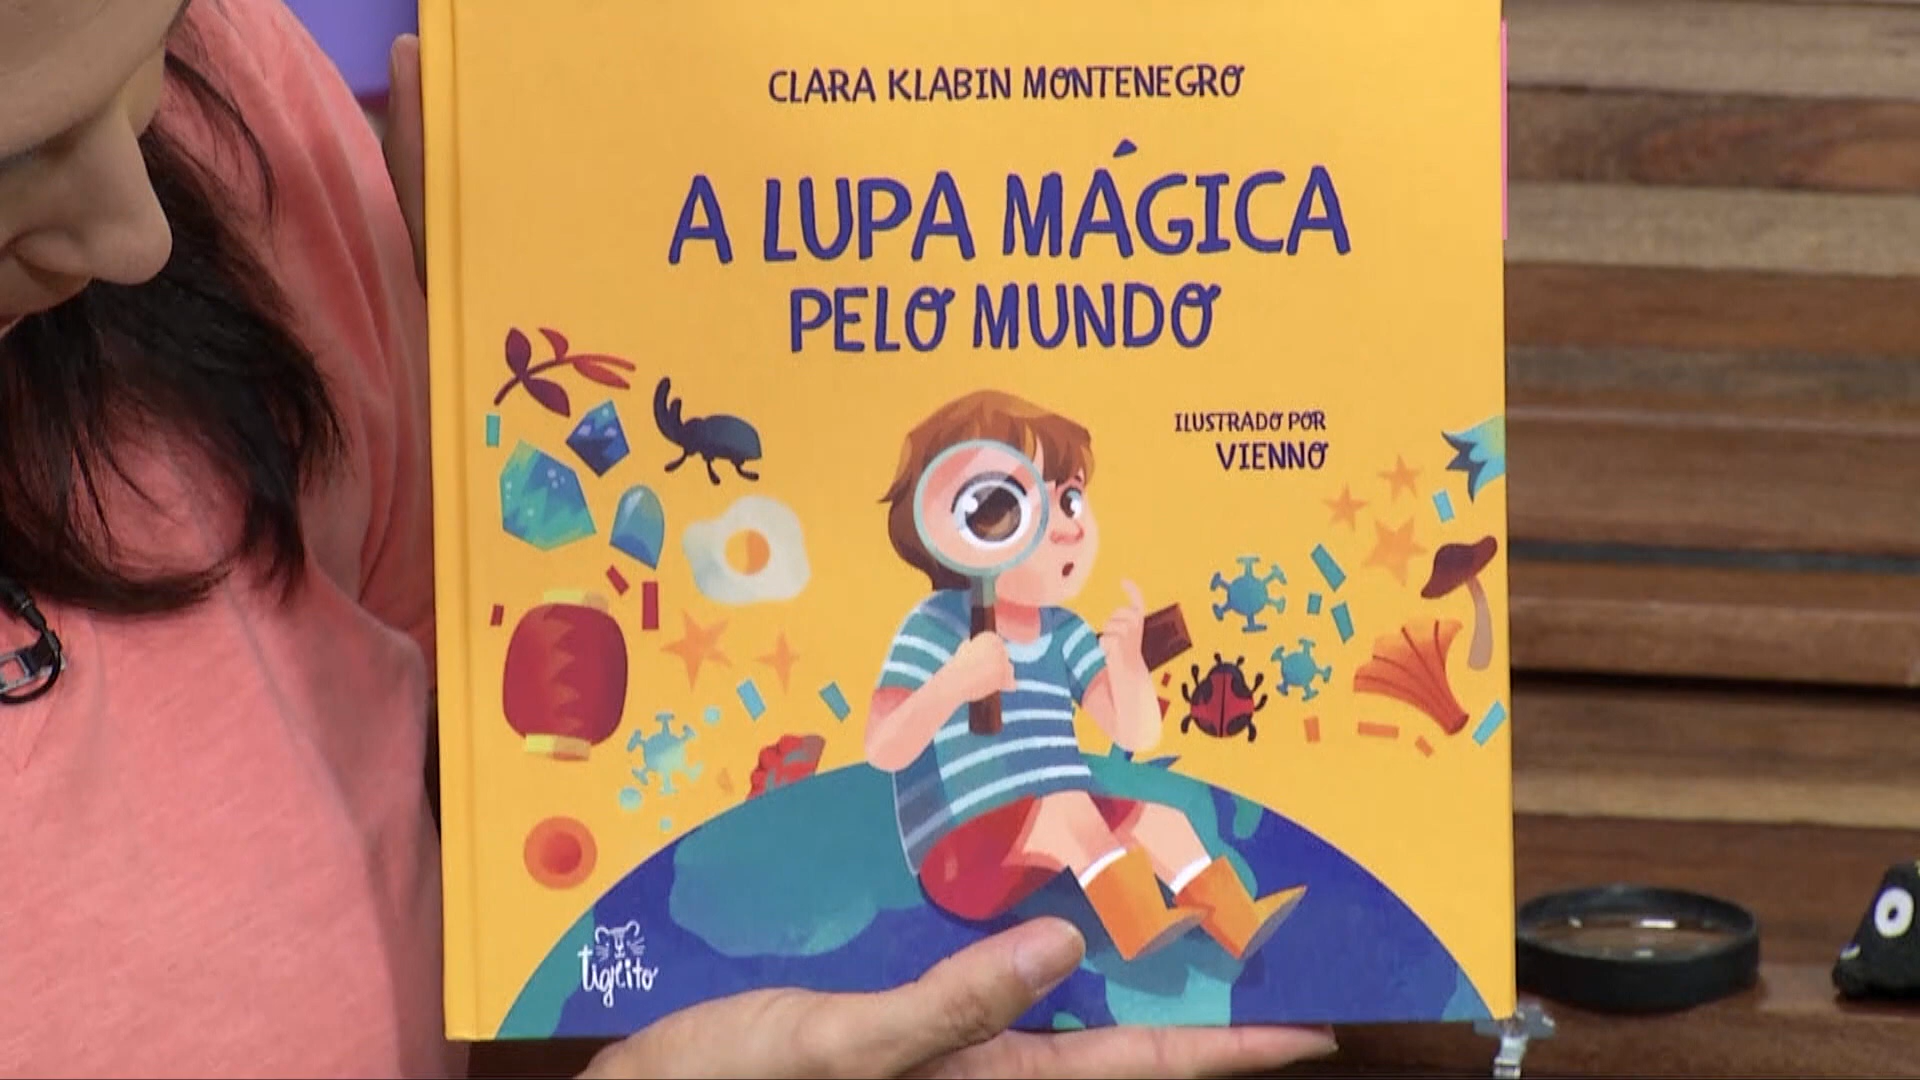 CLARA KLABIN MONTENEGRO
A LUPA MÁGICA
PELO MUNDO
ILUSTRADO POR
VIENNO
tigrito